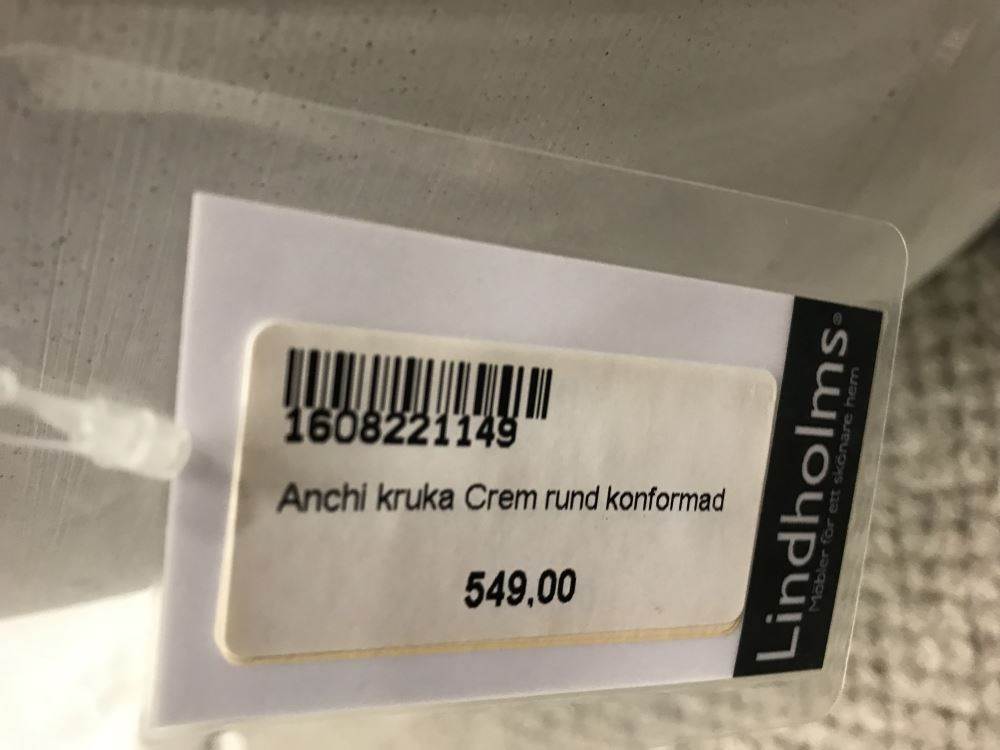 1608221149
Anchi kruka Crem rund konformad
549.00
Lindholms®
Möbler för ett skönare hem